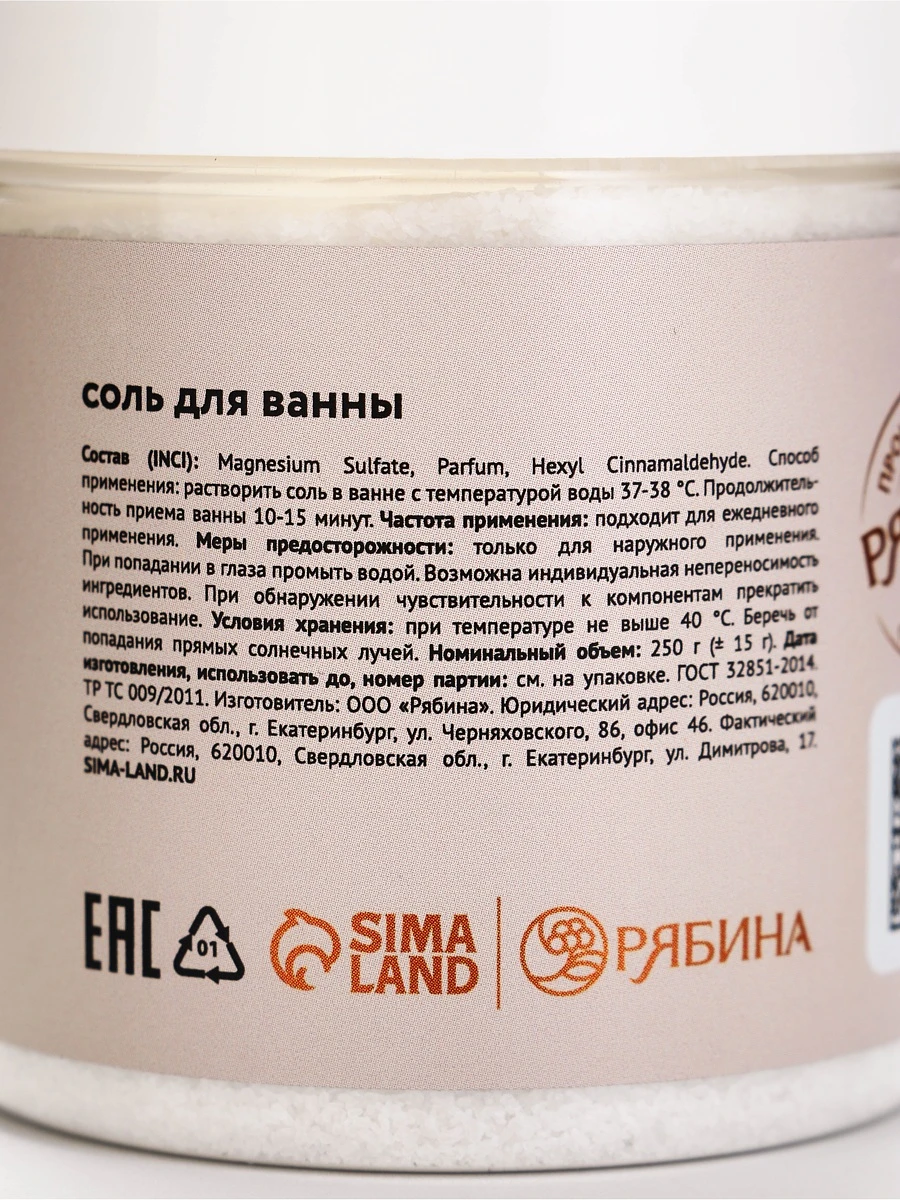 соль для ванны
Состав (INCI): Magnesium Sulfate, Parfum, Hexyl Cinnamaldehyde. Способ
применения: растворить соль в ванне с температурой воды 37-38 °С. Продолжитель-
ность приема ванны 10-15 минут. Частота применения: подходит для ежедневного
применения. Меры предосторожности: только для наружного применения.
При попадании в глаза промыть водой. Возможна индивидуальная непереносимость
ингредиентов. При обнаружении чувствительности к компонентам прекратить
использование. Условия хранения: при температуре не выше 40 °С. Беречь от
попадания прямых солнечных лучей. Номинальный объем: 250 г (± 15 г). Дата
изготовления, использовать до, номер партии: см. на упаковке. ГОСТ 32851-2014.
ТР ТС 009/2011. Изготовитель: ООО «Рябина». Юридический адрес: Россия, 620010,
Свердловская обл., г. Екатеринбург, ул. Черняховского, 86, офис 46. Фактический
адрес: Россия, 620010, Свердловская обл., г. Екатеринбург, ул. Димитрова, 17.
SIMA-LAND.RU
EAC
01
SIMA
LAND
РЯБИНА